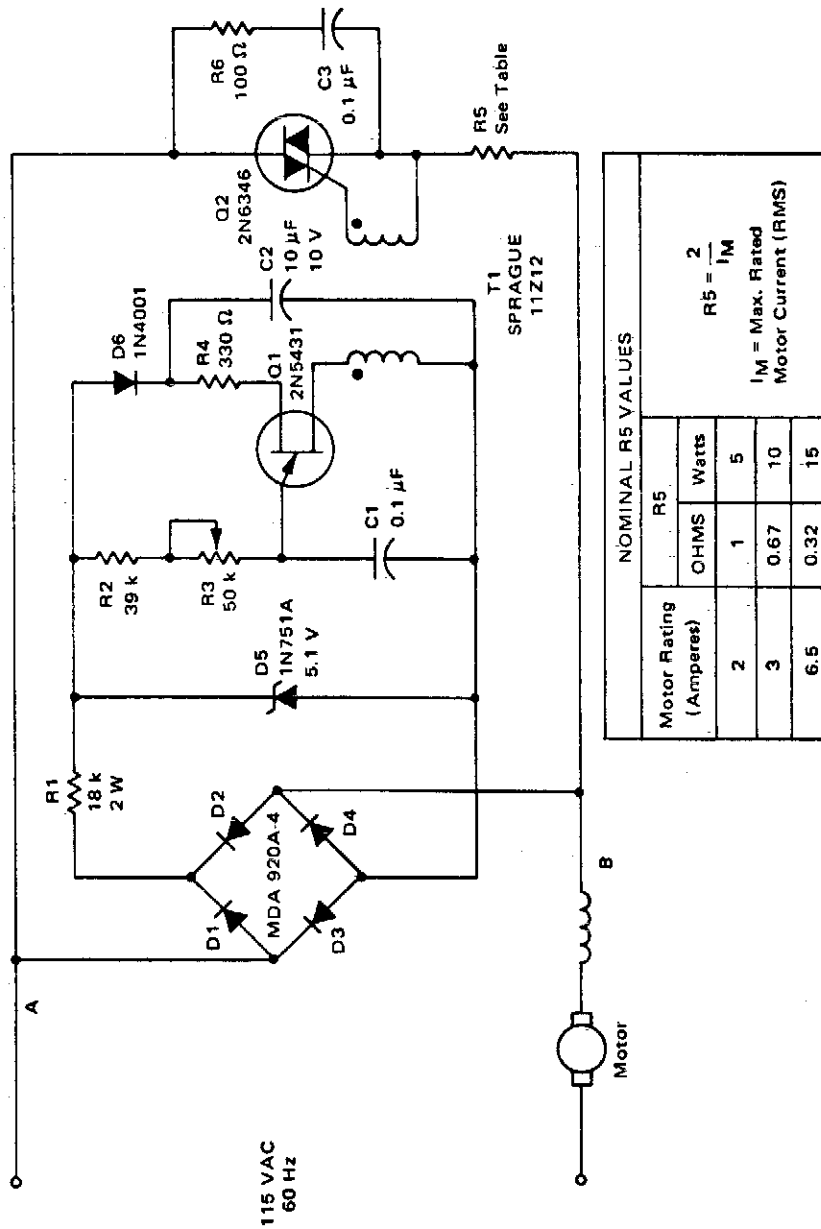 A
115 VAC
60 Hz
Motor
B
D1
D2
D3
D4
MDA 920A-4
R1
18 k
2 W
D5
1N751A
5.1 V
R2
39 k
R3
50 k
C1
0.1 µF
Q1
2N5431
D6
1N4001
R4
330 Ω
C2
10 µF
10 V
T1
SPRAGUE
11Z12
Q2
2N6346
R6
100 Ω
C3
0.1 µF
R5
See Table
NOMINAL R5 VALUES
Motor Rating
(Amperes)
R5
OHMS Watts
2 1 5
3 0.67 10
6.5 0.32 15
R5 = 2/IM
IM = Max. Rated
Motor Current (RMS)